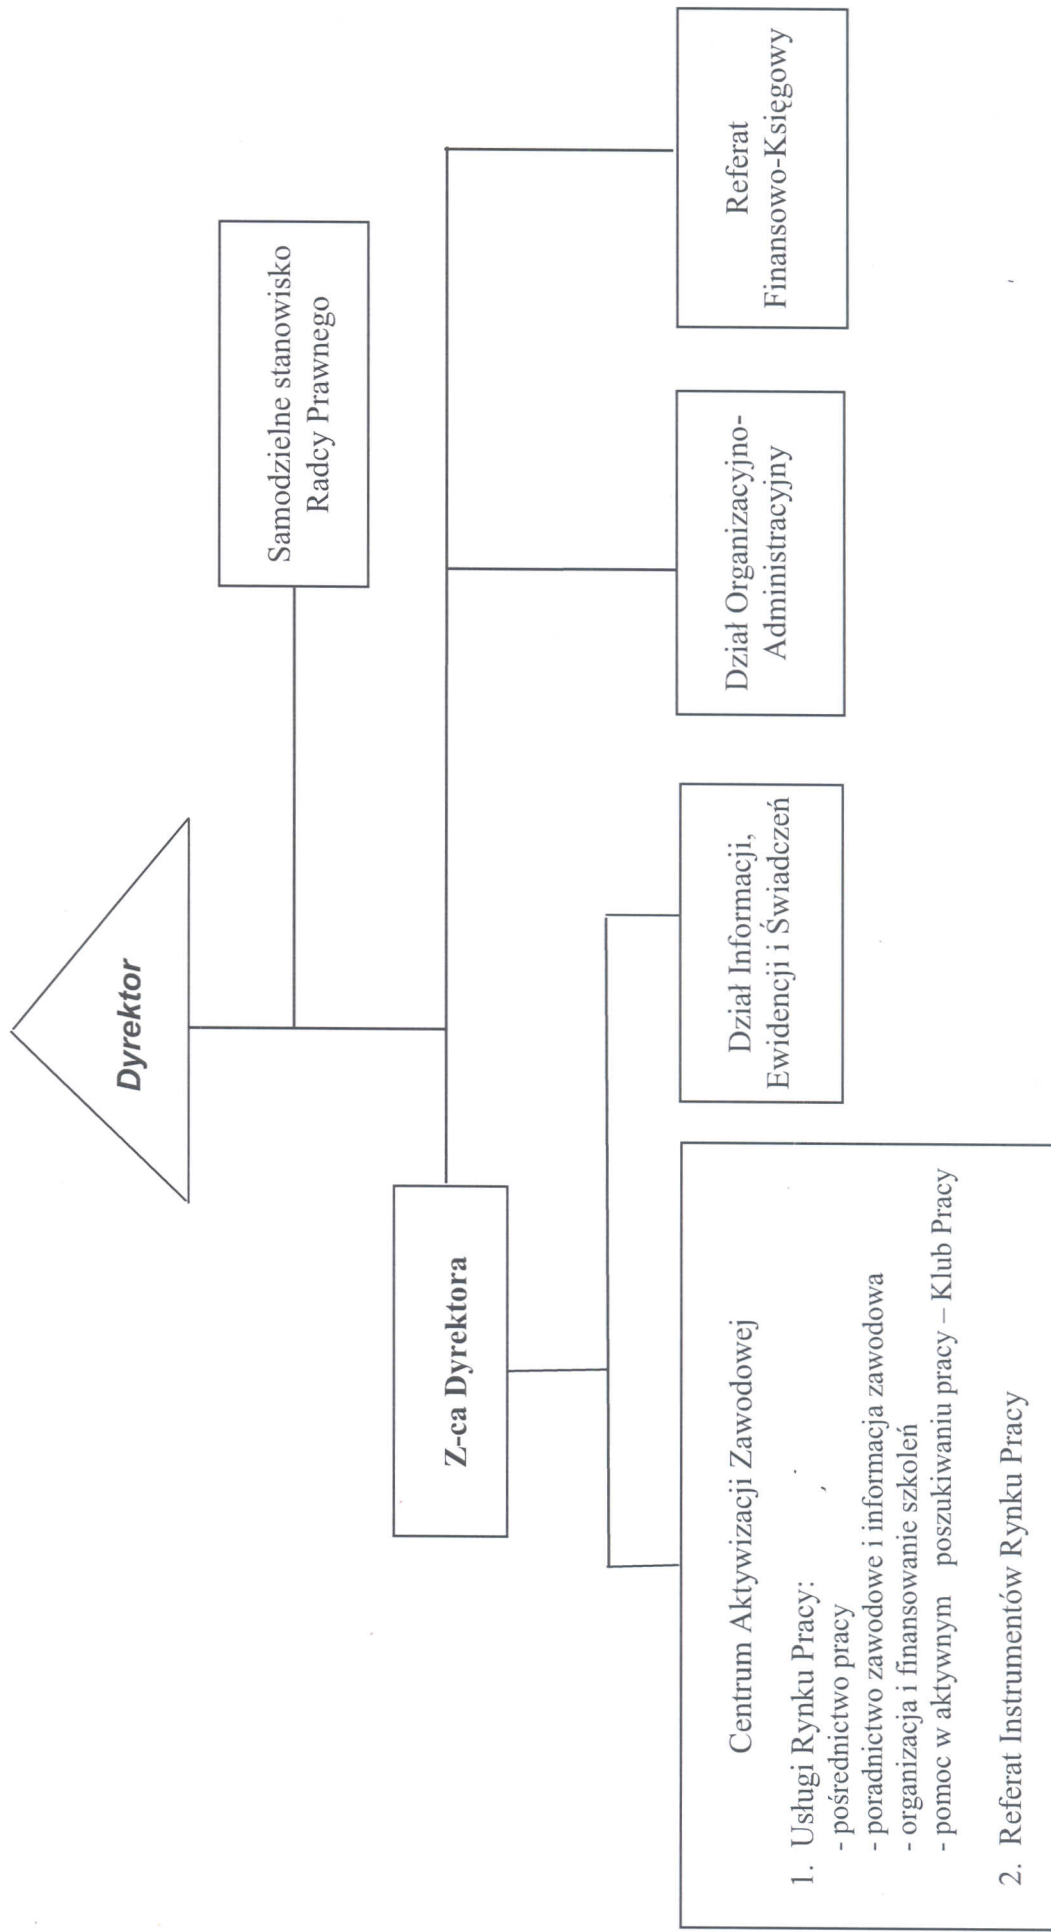 Dyrektor
Samodzielne stanowisko
Radcy Prawnego
Z-ca Dyrektora
Centrum Aktywizacji Zawodowej
1. Usługi Rynku Pracy:
- pośrednictwo pracy
- poradnictwo zawodowe i informacja zawodowa
- organizacja i finansowanie szkoleń
- pomoc w aktywnym poszukiwaniu pracy – Klub Pracy
2. Referat Instrumentów Rynku Pracy
Dział Informacji,
Ewidencji i Świadczeń
Dział Organizacyjno-
Administracyjny
Referat
Finansowo-Księgowy